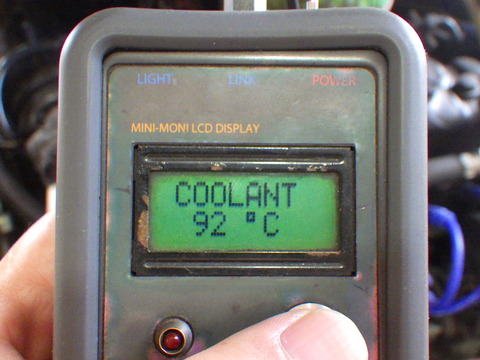 LIGHT LINK POWER
MINI-MONI LCD DISPLAY
COOLANT
92 °C